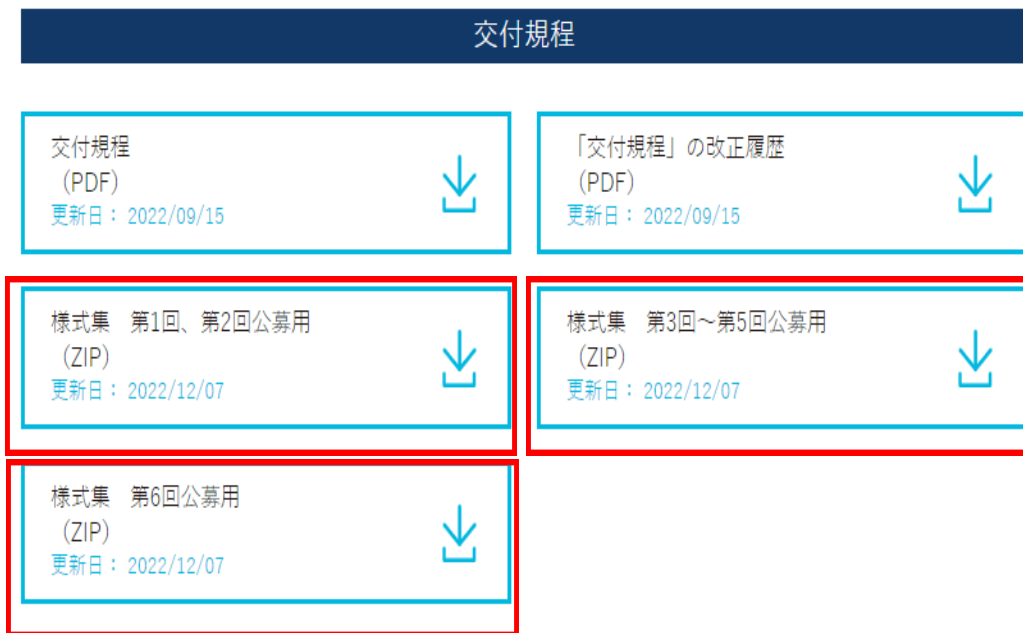 交付規程
交付規程
（PDF）
更新日： 2022/09/15
「交付規程」の改正履歴
（PDF）
更新日： 2022/09/15
様式集　第1回、第2回公募用
（ZIP）
更新日： 2022/12/07
様式集　第3回～第5回公募用
（ZIP）
更新日： 2022/12/07
様式集　第6回公募用
（ZIP）
更新日： 2022/12/07